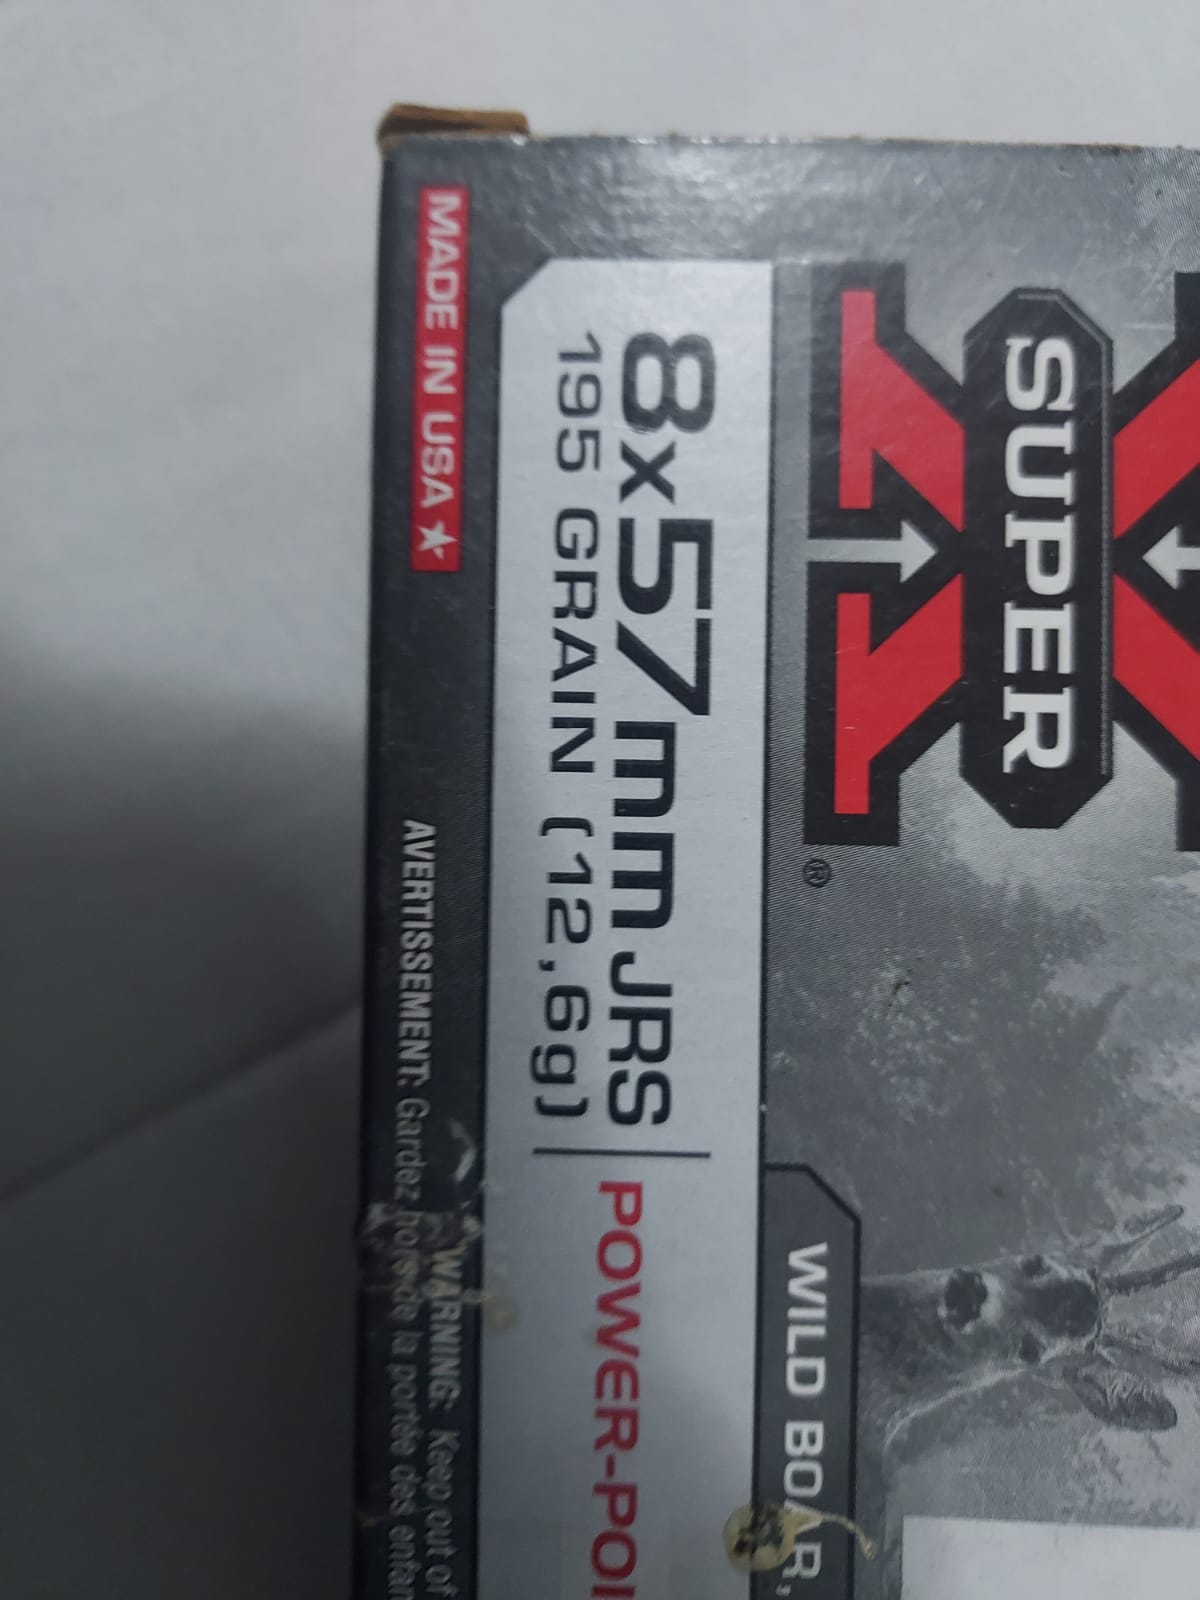 SUPER
®
WILD BOAR,
8x57mm JRS
195 GRAIN (12,6g)
POWER-POI
MADE IN USA
WARNING: Keep out of
AVERTISSEMENT: Gardez hors de la portée des enfan